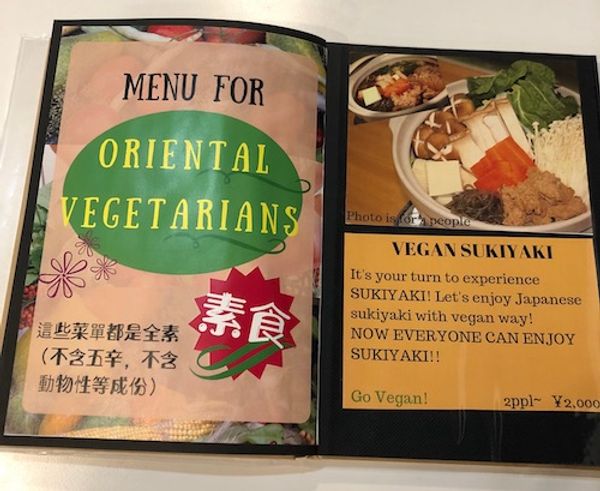 MENU FOR
ORIENTAL
VEGETARIANS
素食
這些菜單都是全素
（不含五辛，不含
動物性等成份）
Photo is for 4 people
VEGAN SUKIYAKI
It's your turn to experience
SUKIYAKI! Let's enjoy Japanese
sukiyaki with vegan way!
NOW EVERYONE CAN ENJOY
SUKIYAKI!!
Go Vegan!
2ppl~ ¥2,000